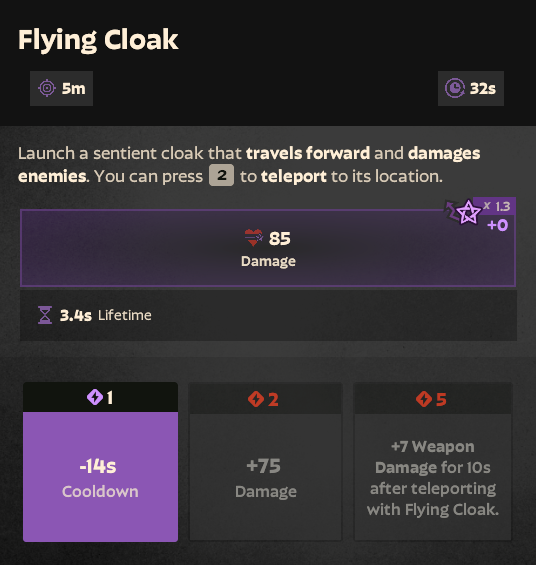 Flying Cloak
5m
32s
Launch a sentient cloak that travels forward and damages
enemies. You can press 2 to teleport to its location.
x 1.3
+0
85
Damage
3.4s Lifetime
1
2
5
-14s
Cooldown
+75
Damage
+7 Weapon
Damage for 10s
after teleporting
with Flying Cloak.